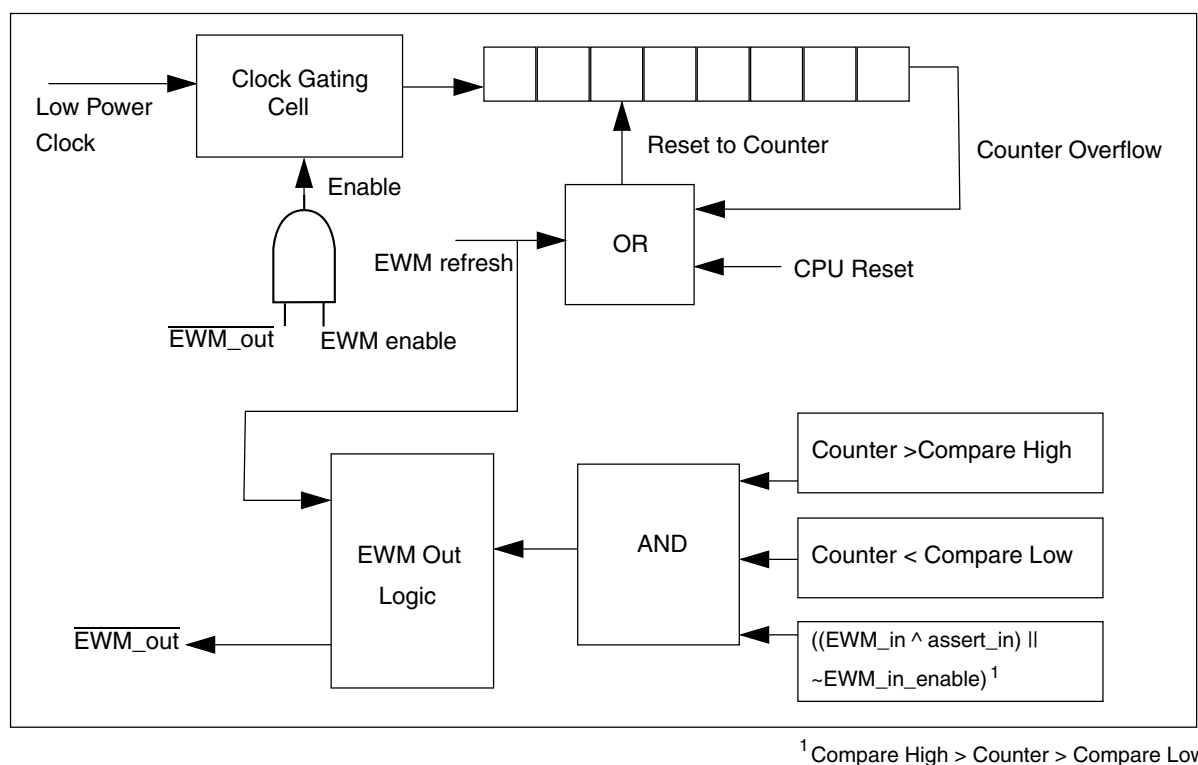 Clock Gating
Cell
Low Power
Clock
Reset to Counter
Counter Overflow
Enable
OR
EWM refresh
CPU Reset
EWM_out
EWM enable
Counter >Compare High
AND
Counter < Compare Low
EWM Out
Logic
EWM_out
((EWM_in ^ assert_in) ||
~EWM_in_enable) 1
1 Compare High > Counter > Compare Low